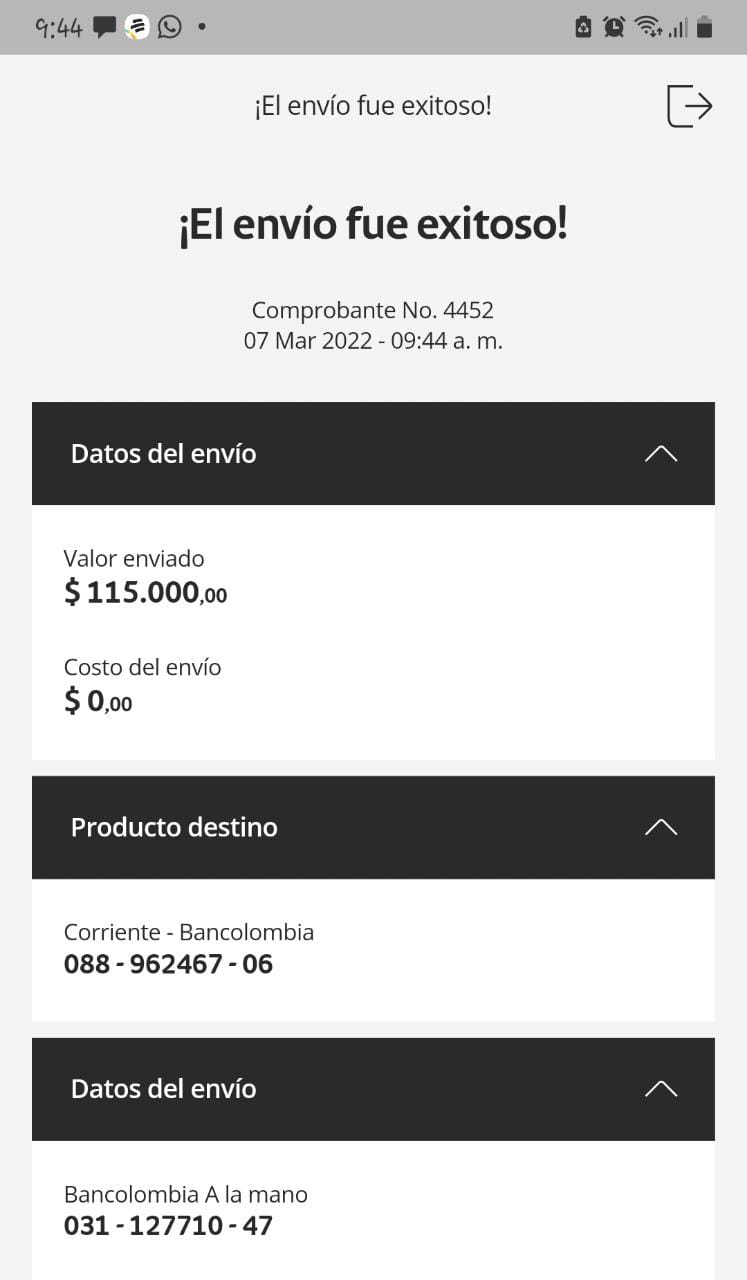 9:44
¡El envío fue exitoso!
¡El envío fue exitoso!
Comprobante No. 4452
07 Mar 2022 - 09:44 a. m.
Datos del envío
Valor enviado
$ 115.000,00
Costo del envío
$ 0,00
Producto destino
Corriente - Bancolombia
088 - 962467 - 06
Datos del envío
Bancolombia A la mano
031 - 127710 - 47